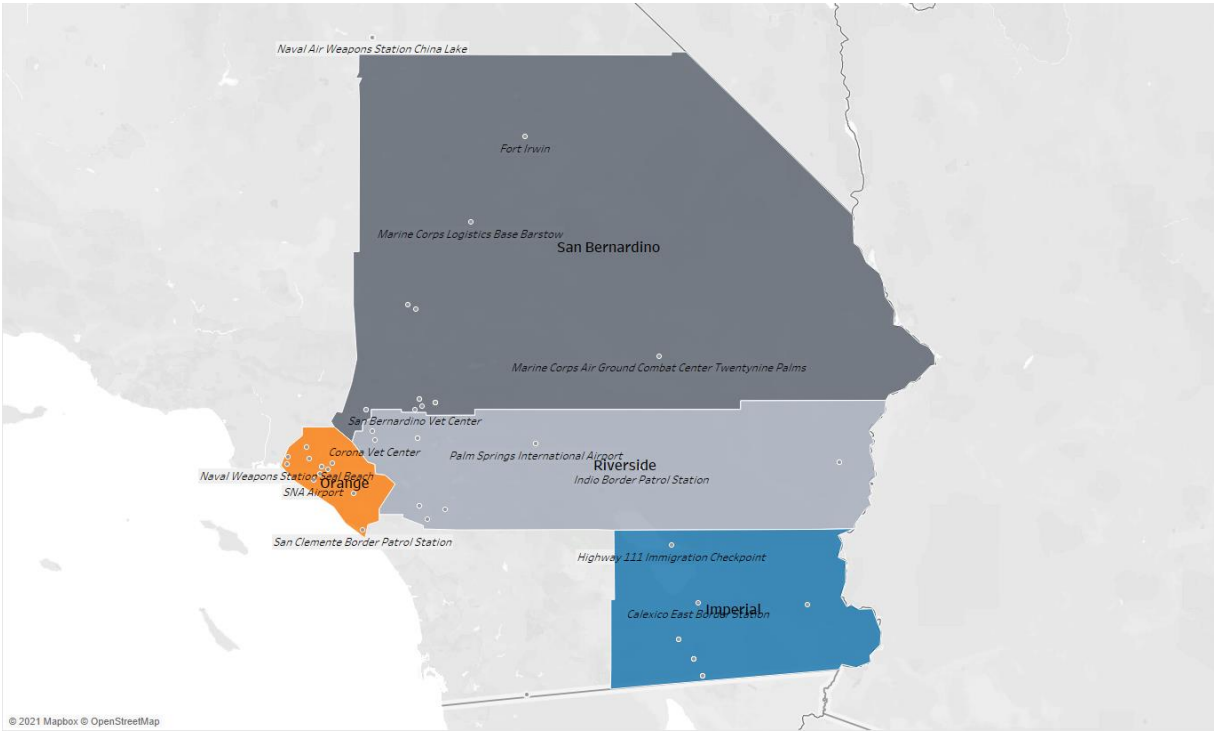 Naval Air Weapons Station China Lake
Fort Irwin
Marine Corps Logistics Base Barstow
San Bernardino
Marine Corps Air Ground Combat Center Twentynine Palms
San Bernardino Vet Center
Corona Vet Center
Palm Springs International Airport
Riverside
Naval Weapons Station Seal Beach
Indio Border Patrol Station
Orange
SNA Airport
San Clemente Border Patrol Station
Highway 111 Immigration Checkpoint
Imperial
Calexico East Border Station
© 2021 Mapbox © OpenStreetMap